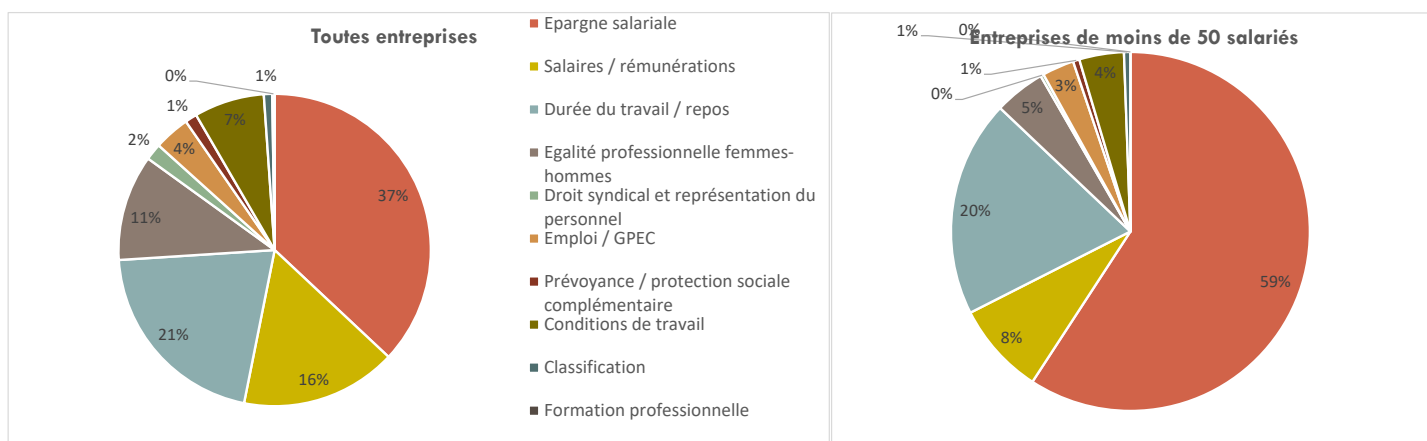 Toutes entreprises
0%
1%
1%
7%
2%
4%
11%
37%
21%
16%
Epargne salariale
Salaires / rémunérations
Durée du travail / repos
Egalité professionnelle femmes-
hommes
Droit syndical et représentation du
personnel
Emploi / GPEC
Prévoyance / protection sociale
complémentaire
Conditions de travail
Classification
Formation professionnelle
Entreprises de moins de 50 salariés
1%
0%
1%
4%
0%
3%
5%
20%
59%
8%